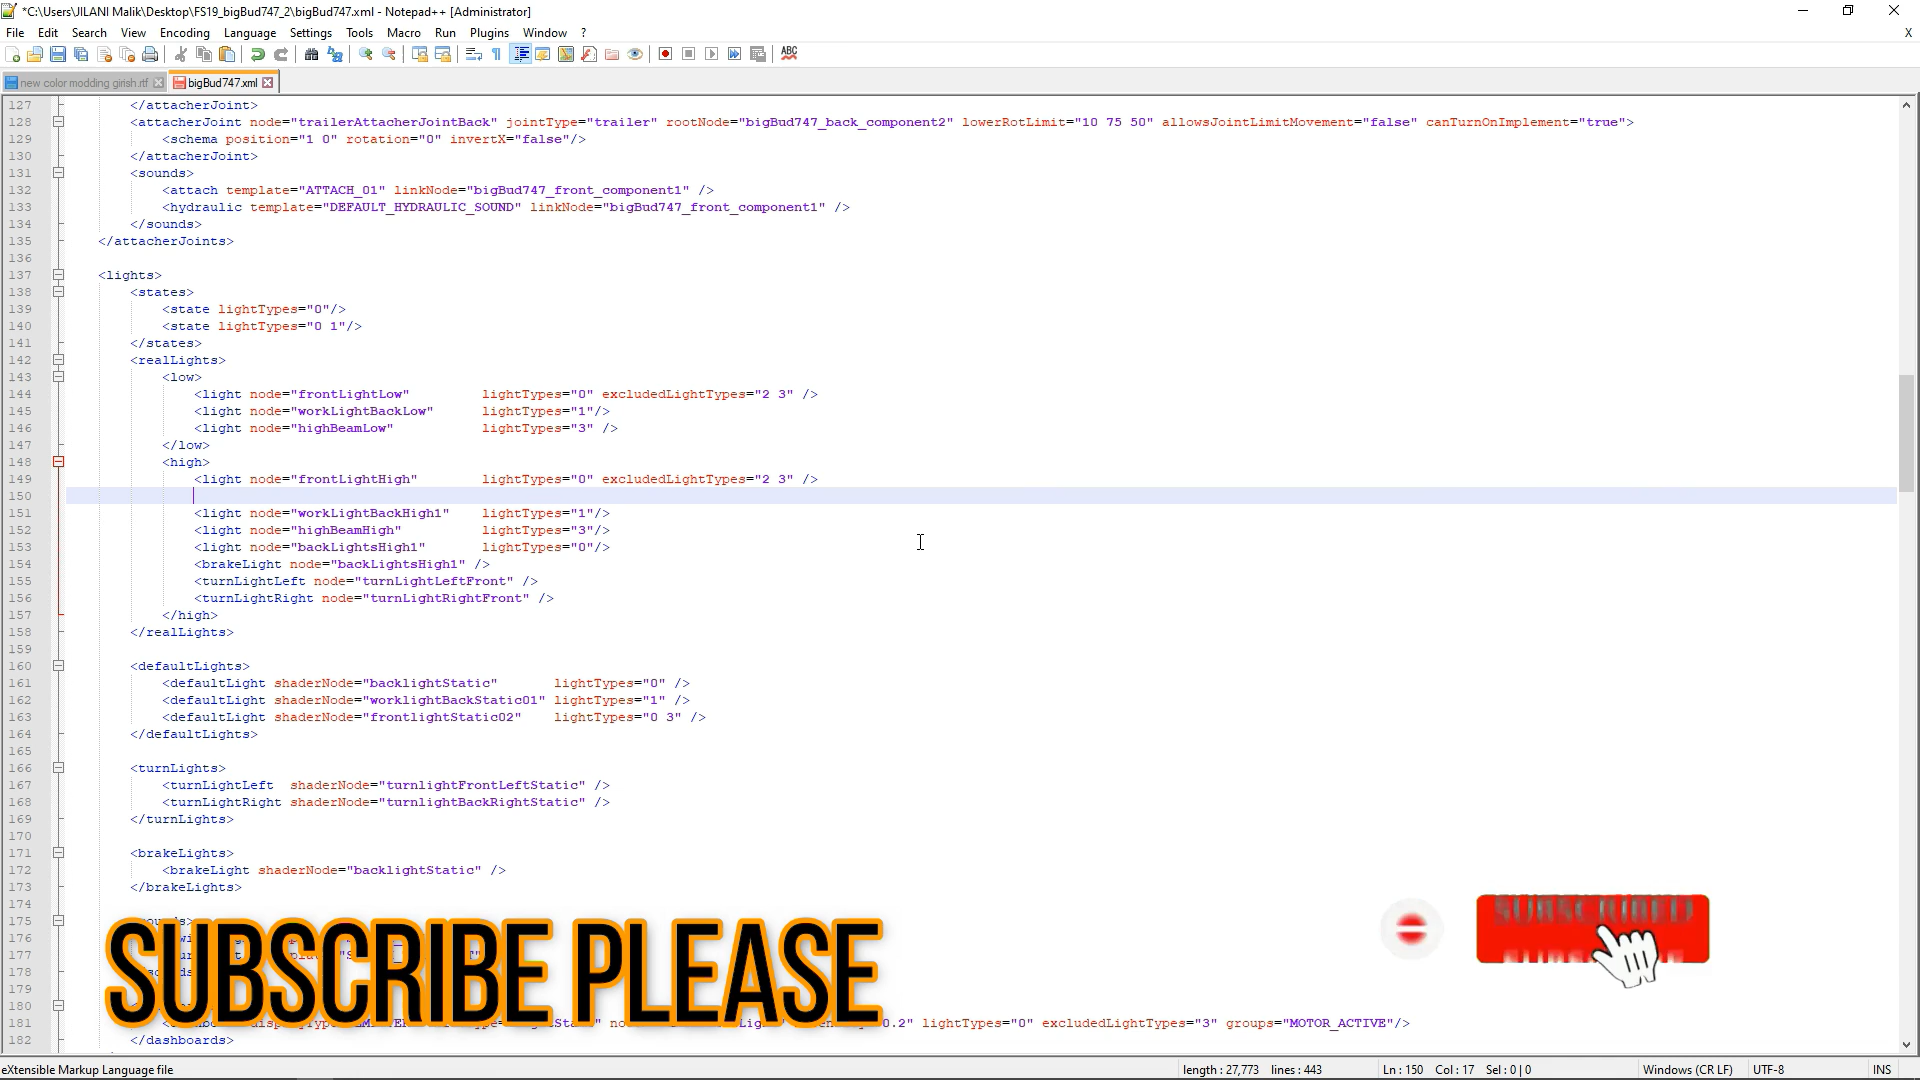 *C:\Users\JILANI Malik\Desktop\FS19_bigBud747_2\bigBud747.xml - Notepad++ [Administrator]
File Edit Search View Encoding Language Settings Tools Macro Run Plugins Window ? X
new color modding girish.rtf bigBud747.xml
127 </attacherJoint>
128 <attacherJoint node="trailerAttacherJointBack" jointType="trailer" rootNode="bigBud747_back_component2" lowerRotLimit="10 75 50" allowsJointLimitMovement="false" canTurnOnImplement="true">
129 <schema position="1 0" rotation="0" invertX="false"/>
130 </attacherJoint>
131 <sounds>
132 <attach template="ATTACH_01" linkNode="bigBud747_front_component1" />
133 <hydraulic template="DEFAULT_HYDRAULIC_SOUND" linkNode="bigBud747_front_component1" />
134 </sounds>
135 </attacherJoints>
136
137 <lights>
138 <states>
139 <state lightTypes="0"/>
140 <state lightTypes="0 1"/>
141 </states>
142 <realLights>
143 <low>
144 <light node="frontLightLow" lightTypes="0" excludedLightTypes="2 3" />
145 <light node="workLightBackLow" lightTypes="1"/>
146 <light node="highBeamLow" lightTypes="3" />
147 </low>
148 <high>
149 <light node="frontLightHigh" lightTypes="0" excludedLightTypes="2 3" />
150
151 <light node="workLightBackHigh1" lightTypes="1"/>
152 <light node="highBeamHigh" lightTypes="3"/>
153 <light node="backLightsHigh1" lightTypes="0"/>
154 <brakeLight node="backLightsHigh1" />
155 <turnLightLeft node="turnLightLeftFront" />
156 <turnLightRight node="turnLightRightFront" />
157 </high>
158 </realLights>
159
160 <defaultLights>
161 <defaultLight shaderNode="backlightStatic" lightTypes="0" />
162 <defaultLight shaderNode="worklightBackStatic01" lightTypes="1" />
163 <defaultLight shaderNode="frontlightStatic02" lightTypes="0 3" />
164 </defaultLights>
165
166 <turnLights>
167 <turnLightLeft shaderNode="turnlightFrontLeftStatic" />
168 <turnLightRight shaderNode="turnlightBackRightStatic" />
169 </turnLights>
170
171 <brakeLights>
172 <brakeLight shaderNode="backlightStatic" />
173 </brakeLights>
174
175
176
177
178
179
180
181 lightTypes="0" excludedLightTypes="3" groups="MOTOR_ACTIVE"/>
182 </dashboards>
SUBSCRIBE PLEASE
SUBSCRIBED
eXtensible Markup Language file length : 27,773 lines : 443 Ln : 150 Col : 17 Sel : 0 | 0 Windows (CR LF) UTF-8 INS